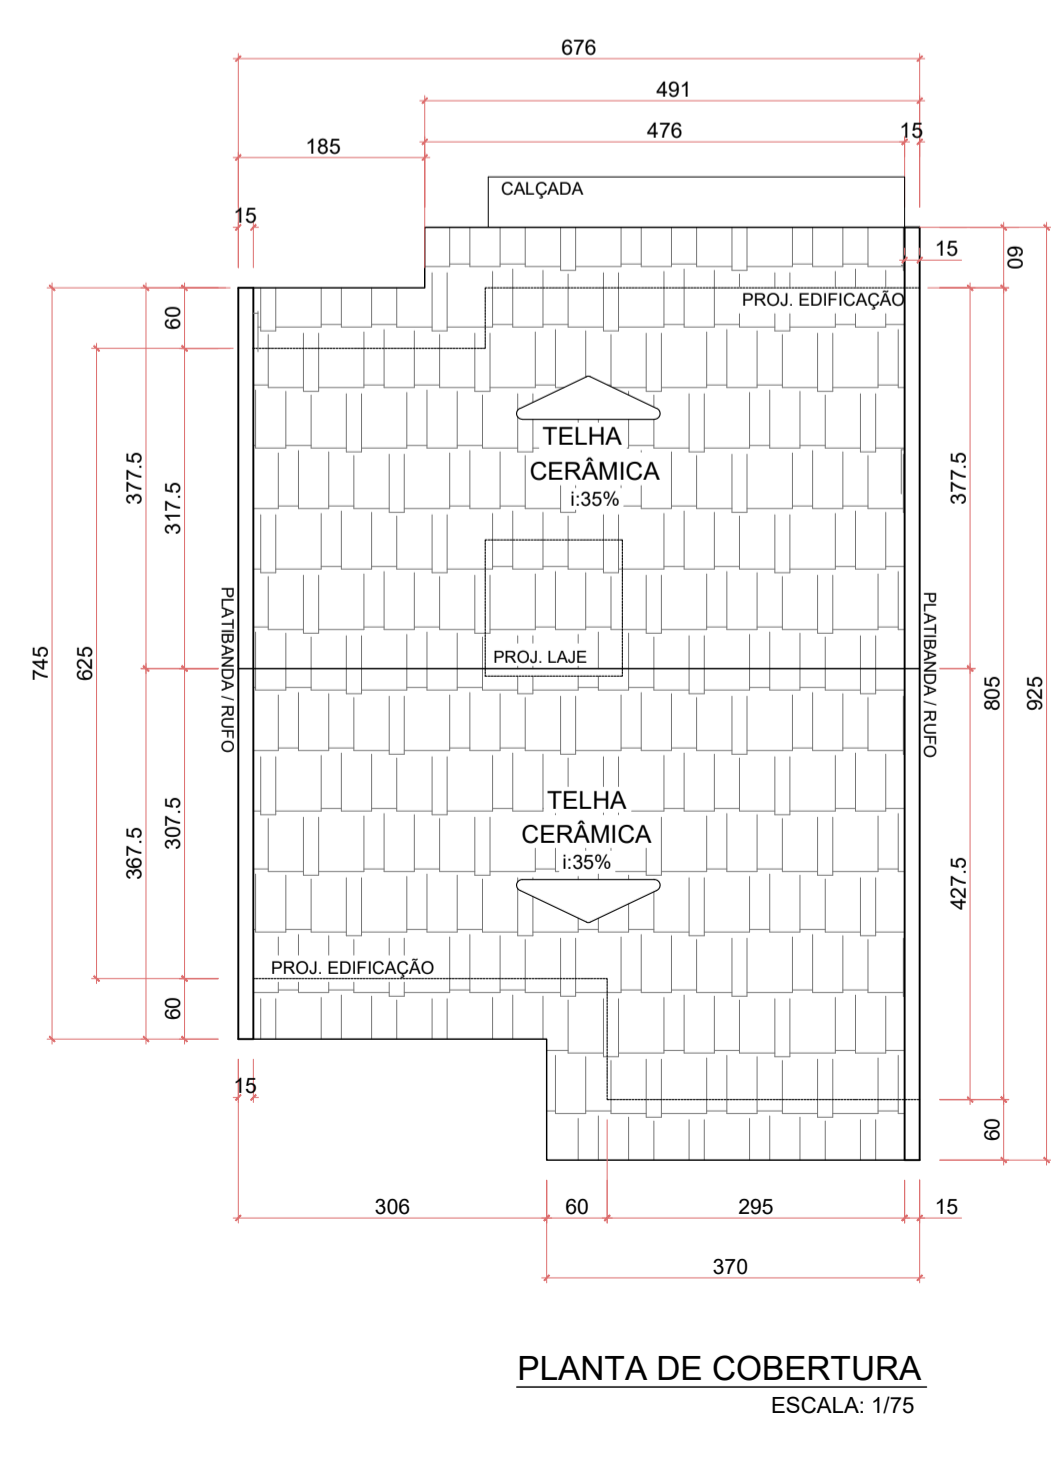 676
491
476
15
185
CALÇADA
15
15
60
PROJ. EDIFICAÇÃO
60
TELHA
CERÂMICA
i:35%
377.5
317.5
377.5
PROJ. LAJE
PLATIBANDA / RUFO
PLATIBANDA / RUFO
745
625
805
925
TELHA
CERÂMICA
i:35%
367.5
307.5
427.5
PROJ. EDIFICAÇÃO
60
15
60
306
60
295
15
370
PLANTA DE COBERTURA
ESCALA: 1/75